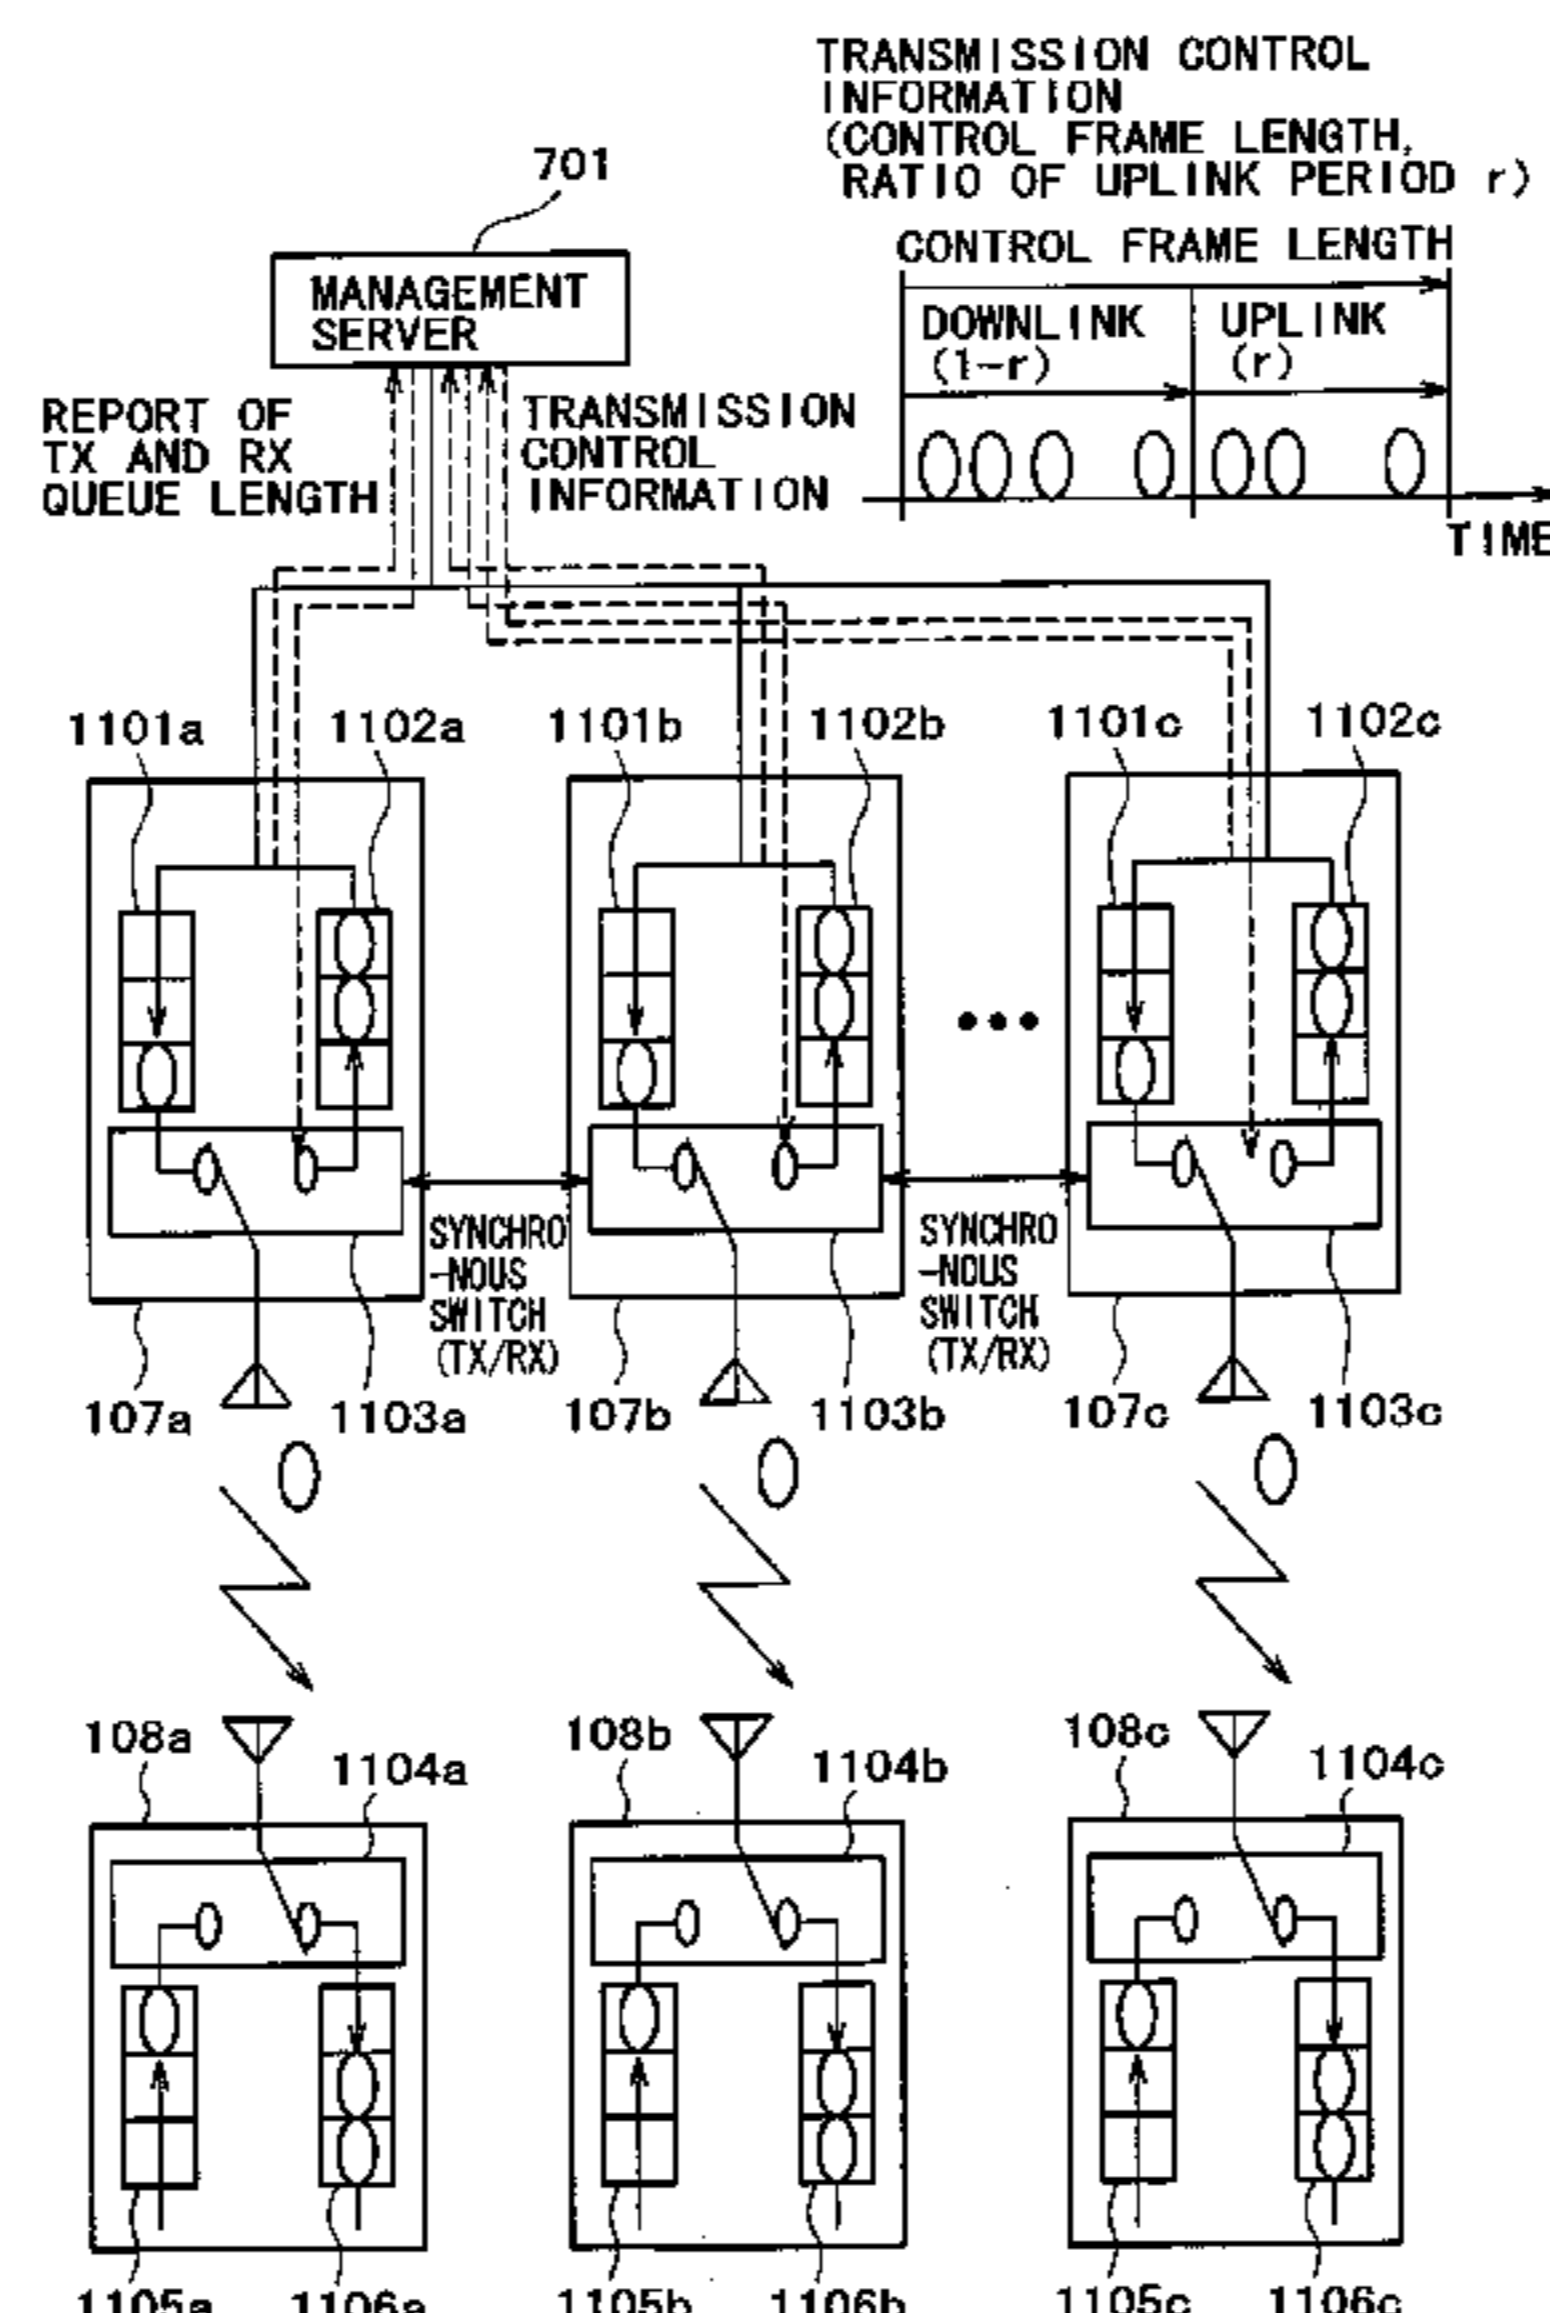 TRANSMISSION CONTROL
INFORMATION
(CONTROL FRAME LENGTH,
RATIO OF UPLINK PERIOD r)
701
CONTROL FRAME LENGTH
MANAGEMENT
SERVER
DOWNLINK
(1-r)
UPLINK
(r)
REPORT OF
TX AND RX
QUEUE LENGTH
TRANSMISSION
CONTROL
INFORMATION
TIME
1101a 1102a 1101b 1102b 1101c 1102c
SYNCHRO
-NOUS
SWITCH
(TX/RX)
SYNCHRO
-NOUS
SWITCH
(TX/RX)
107a 1103a 107b 1103b 107c 1103c
108a 1104a 108b 1104b 108c 1104c
1105a 1106a 1105b 1106b 1105c 1106c